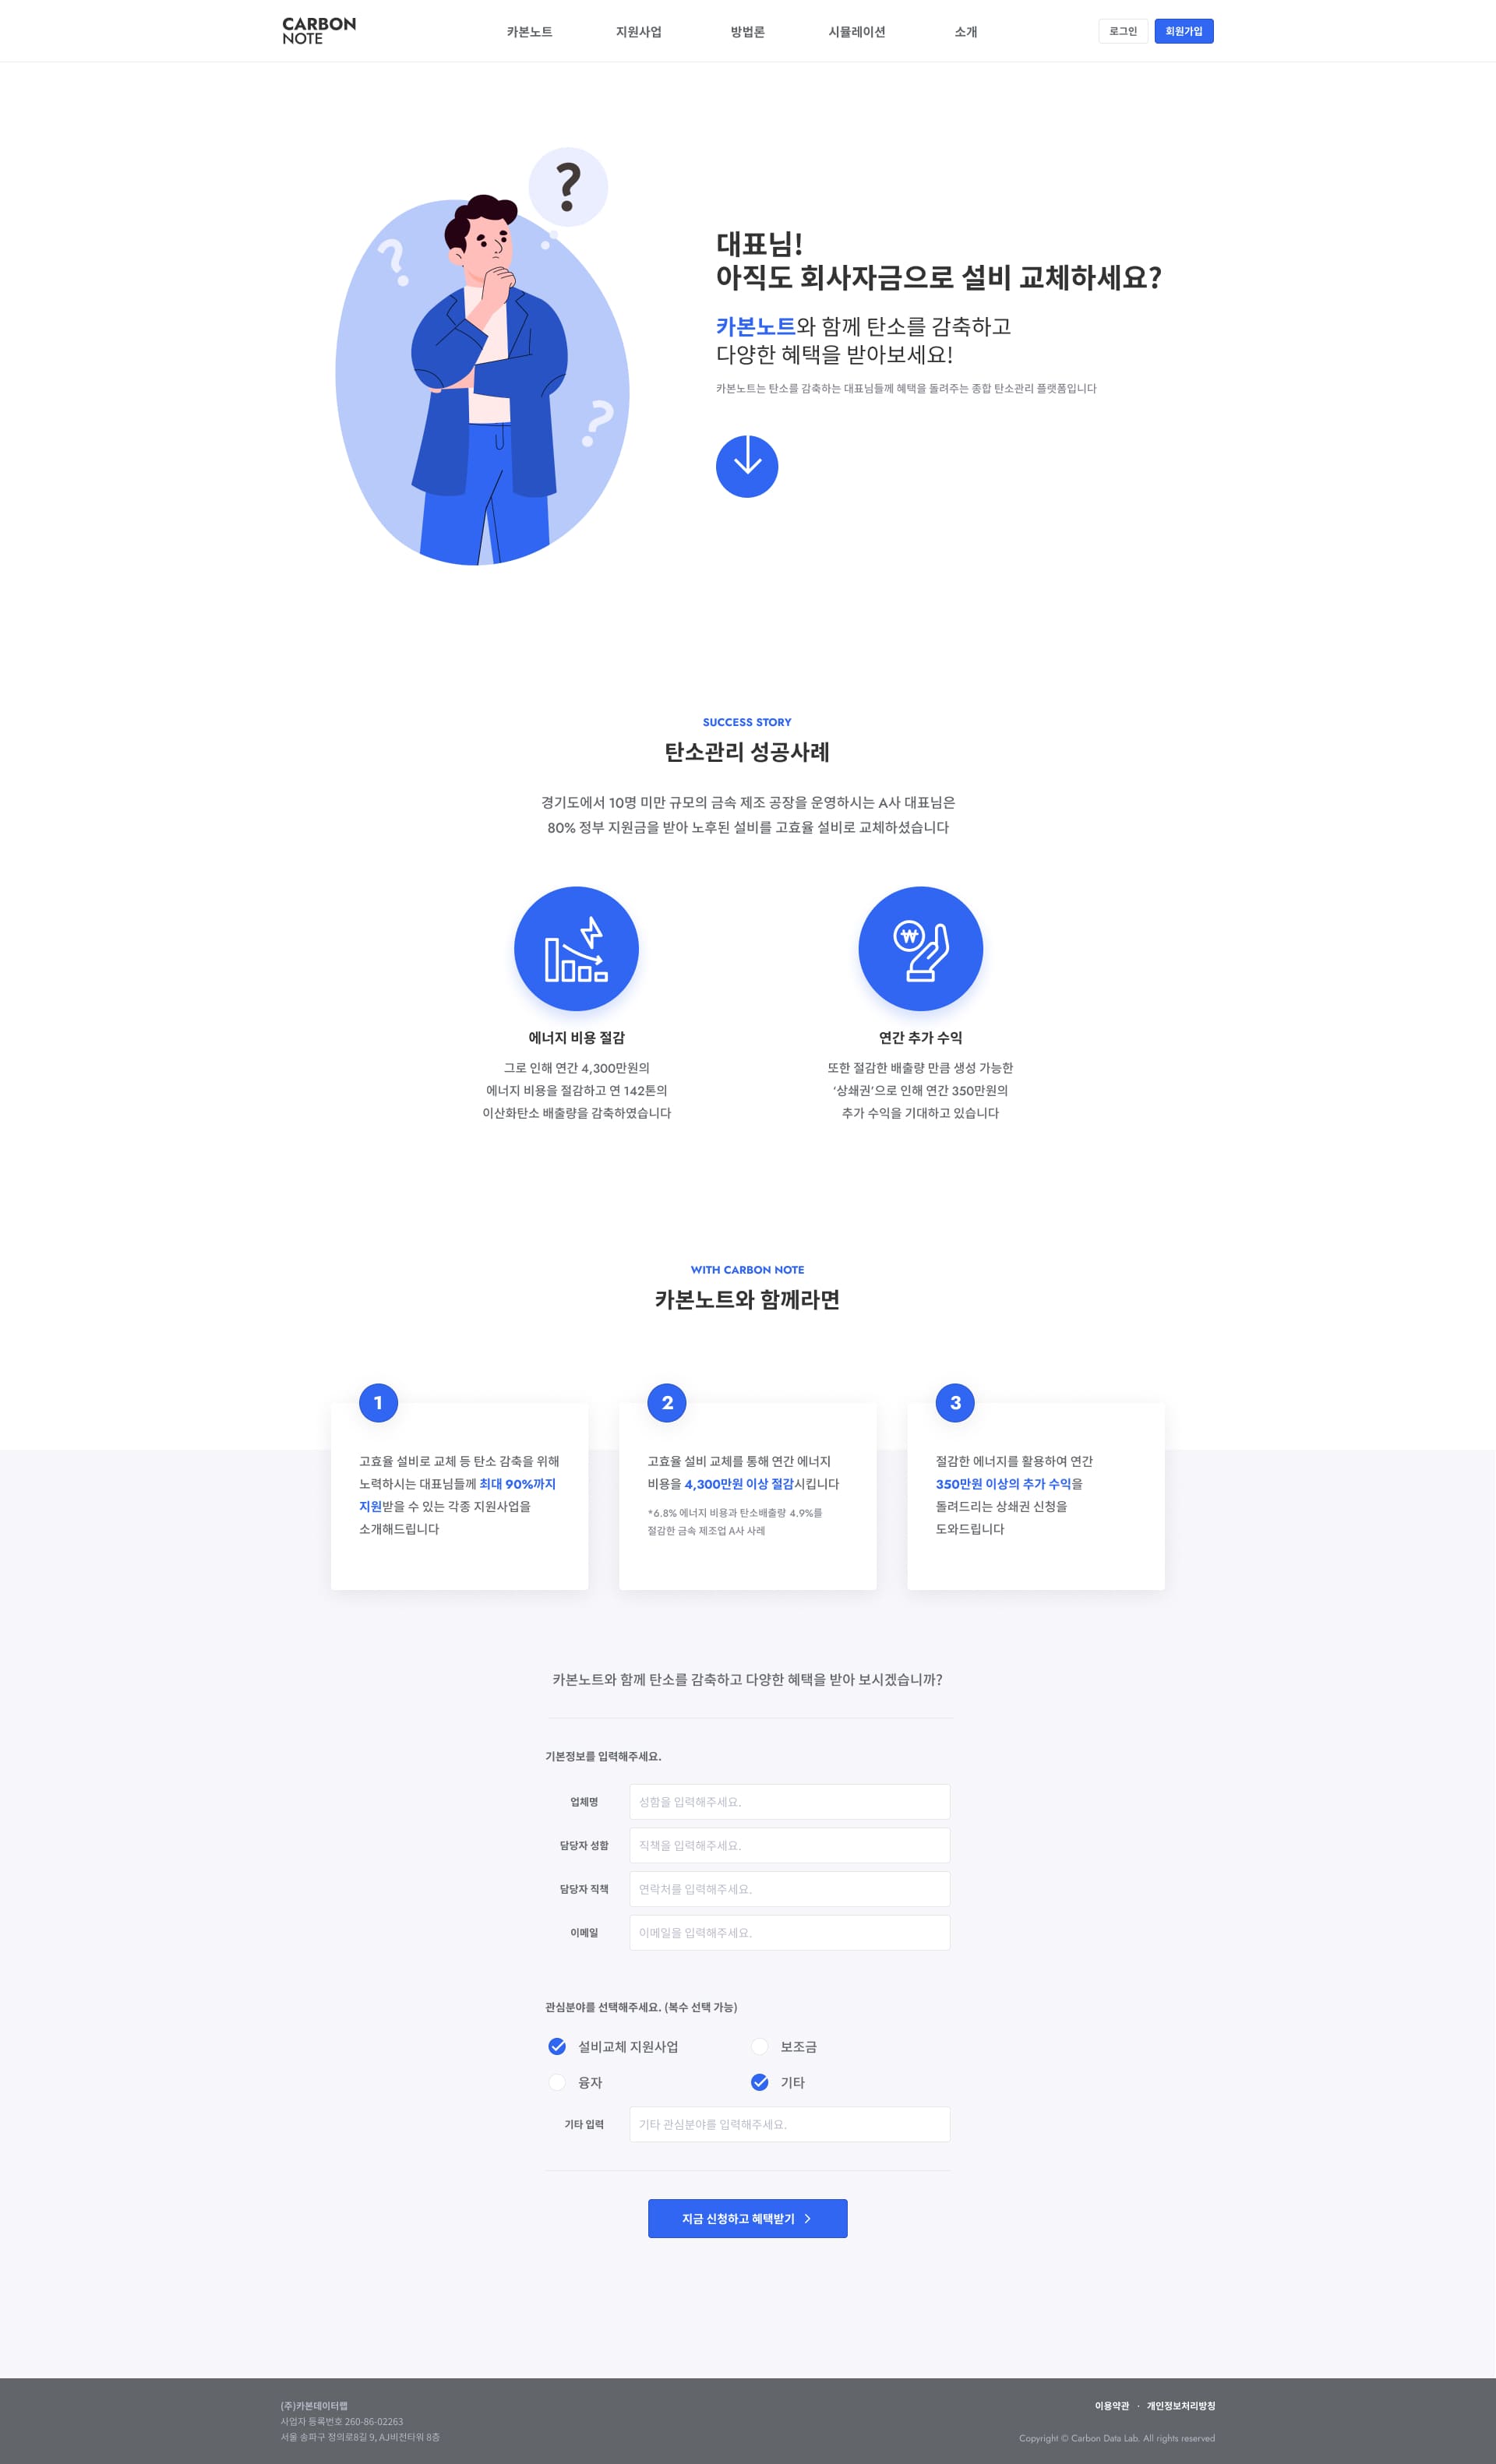 CARBON
NOTE
카본노트
지원사업
방법론
시뮬레이션
소개
로그인
회원가입
?
?
?
대표님!
아직도 회사자금으로 설비 교체하세요?
카본노트와 함께 탄소를 감축하고
다양한 혜택을 받아보세요!
카본노트는 탄소를 감축하는 대표님들께 혜택을 돌려주는 종합 탄소관리 플랫폼입니다
SUCCESS STORY
탄소관리 성공사례
경기도에서 10명 미만 규모의 금속 제조 공장을 운영하시는 A사 대표님은
80% 정부 지원금을 받아 노후된 설비를 고효율 설비로 교체하셨습니다
₩
에너지 비용 절감
그로 인해 연간 4,300만원의
에너지 비용을 절감하고 연 142톤의
이산화탄소 배출량을 감축하였습니다
연간 추가 수익
또한 절감한 배출량 만큼 생성 가능한
‘상쇄권’으로 인해 연간 350만원의
추가 수익을 기대하고 있습니다
WITH CARBON NOTE
카본노트와 함께라면
1
고효율 설비로 교체 등 탄소 감축을 위해
노력하시는 대표님들께 최대 90%까지
지원받을 수 있는 각종 지원사업을
소개해드립니다
2
고효율 설비 교체를 통해 연간 에너지
비용을 4,300만원 이상 절감시킵니다
*6.8% 에너지 비용과 탄소배출량 4.9%를
절감한 금속 제조업 A사 사례
3
절감한 에너지를 활용하여 연간
350만원 이상의 추가 수익을
돌려드리는 상쇄권 신청을
도와드립니다
카본노트와 함께 탄소를 감축하고 다양한 혜택을 받아 보시겠습니까?
기본정보를 입력해주세요.
업체명
성함을 입력해주세요.
담당자 성함
직책을 입력해주세요.
담당자 직책
연락처를 입력해주세요.
이메일
이메일을 입력해주세요.
관심분야를 선택해주세요. (복수 선택 가능)
설비교체 지원사업
보조금
융자
기타
기타 입력
기타 관심분야를 입력해주세요.
지금 신청하고 혜택받기
(주)카본데이터랩
사업자 등록번호 260-86-02263
서울 송파구 정의로8길 9, AJ비전타워 8층
이용약관 · 개인정보처리방침
Copyright © Carbon Data Lab. All rights reserved